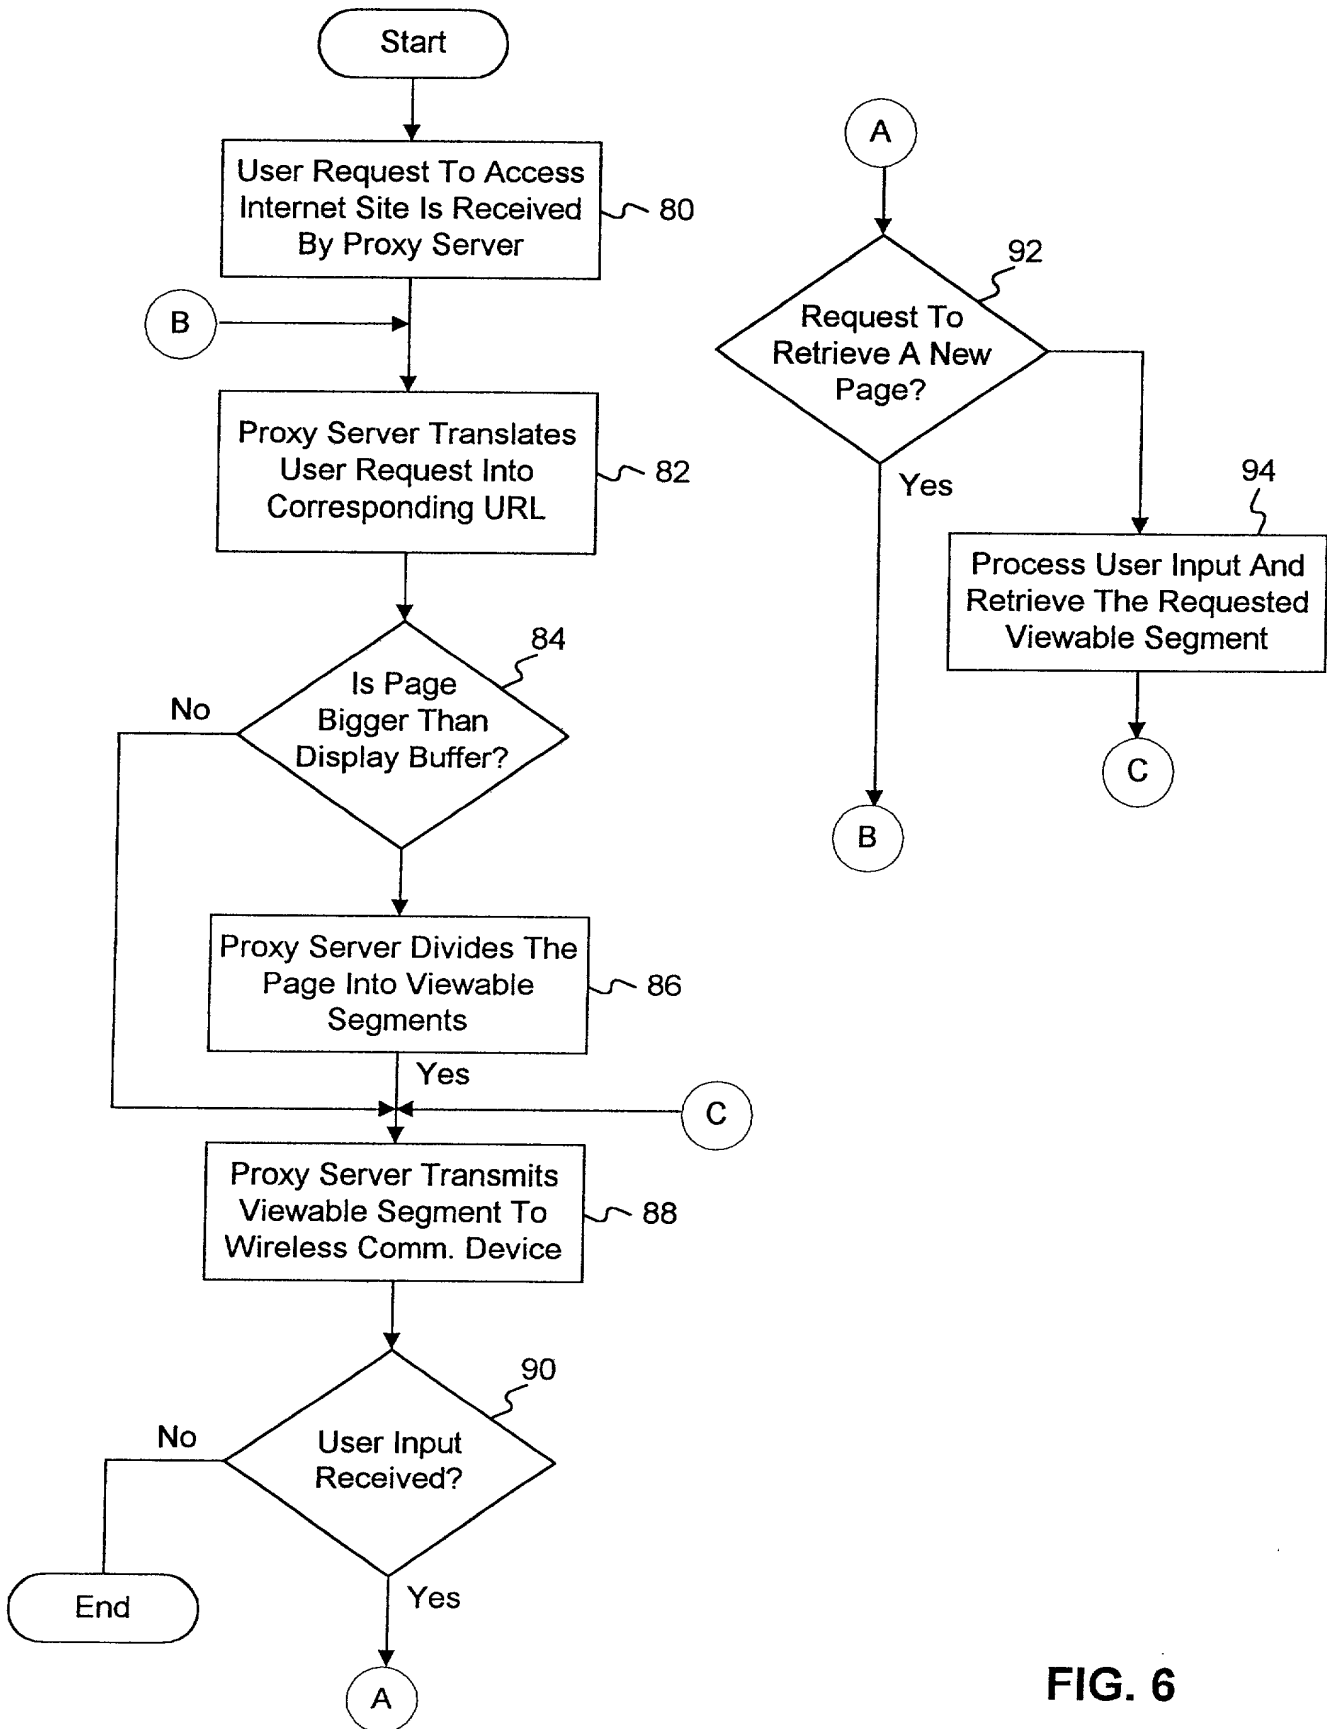 Start
User Request To Access
Internet Site Is Received
By Proxy Server
80
B
Proxy Server Translates
User Request Into
Corresponding URL
82
84
Is Page
Bigger Than
Display Buffer?
No
Proxy Server Divides The
Page Into Viewable
Segments
86
Yes
C
Proxy Server Transmits
Viewable Segment To
Wireless Comm. Device
88
90
No
User Input
Received?
End
Yes
A
A
92
Request To
Retrieve A New
Page?
Yes
94
Process User Input And
Retrieve The Requested
Viewable Segment
C
B
FIG. 6